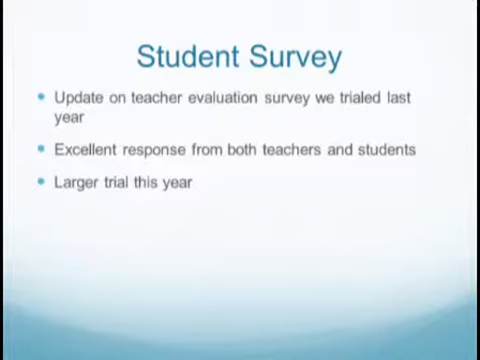 Student Survey
Update on teacher evaluation survey we trialed last
year
Excellent response from both teachers and students
Larger trial this year